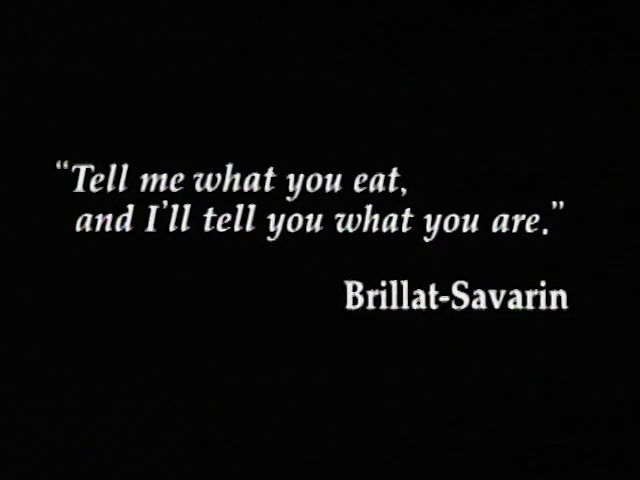 “Tell me what you eat,
and I'll tell you what you are.”
Brillat-Savarin